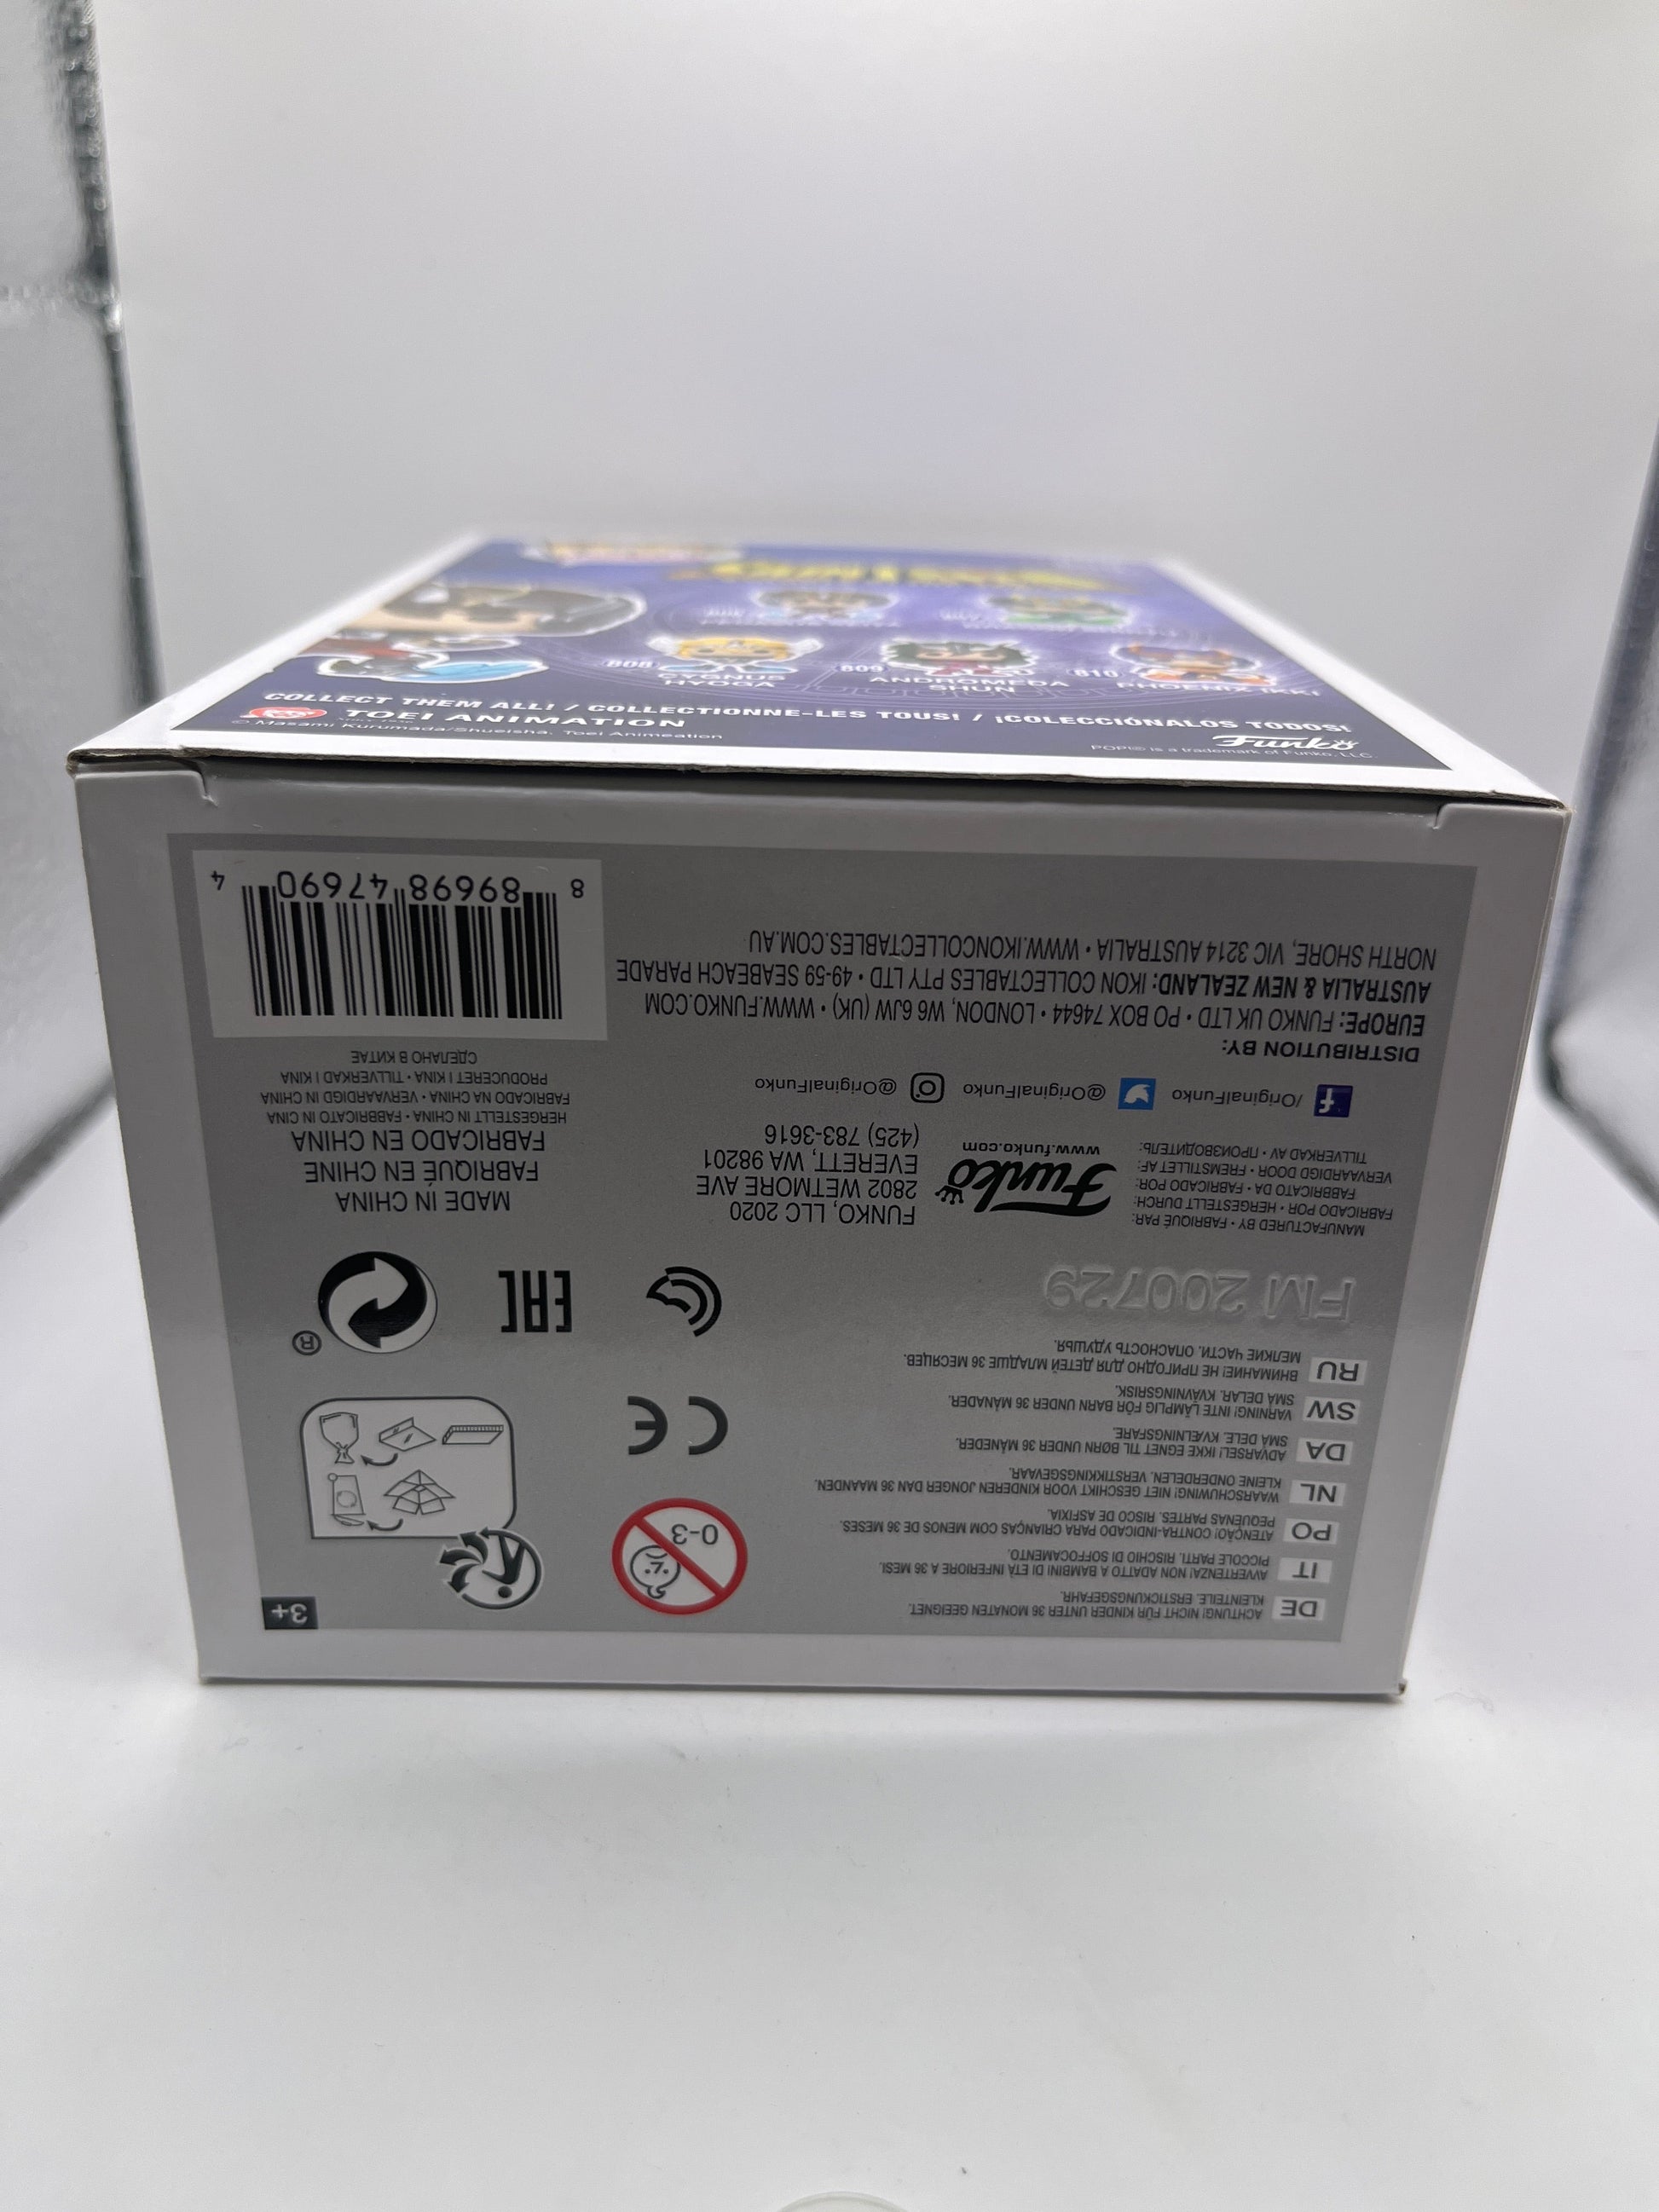 808
CYGNUS
HYOGA
809
ANDROMEDA
SHUN
810
PHOENIX IKKI
COLLECT THEM ALL! / COLLECTIONNE-LES TOUS! / ¡COLECCIÓNALOS TODOS!
TOEI ANIMATION
© Masami Kurumada/Shueisha, Toei Animeation
Funko
POP!® is a trademark of Funko, LLC
DE ACHTUNG! NICHT FÜR KINDER UNTER 36 MONATEN GEEIGNET.
KLEINTEILE. ERSTICKUNGSGEFAHR.
IT AVVERTENZA! NON ADATTO A BAMBINI DI ETÀ INFERIORE A 36 MESI.
PICCOLE PARTI. RISCHIO DI SOFFOCAMENTO.
PO ATENÇÃO! CONTRA-INDICADO PARA CRIANÇAS COM MENOS DE 36 MESES.
PEQUENAS PARTES. RISCO DE ASFIXIA.
NL WAARSCHUWING! NIET GESCHIKT VOOR KINDEREN JONGER DAN 36 MAANDEN.
KLEINE ONDERDELEN. VERSTIKKINGSGEVAAR.
DA ADVARSEL! IKKE EGNET TIL BØRN UNDER 36 MÅNEDER.
SMÅ DELE. KVÆLNINGSFARE.
SW VARNING! INTE LÄMPLIG FÖR BARN UNDER 36 MÅNADER.
SMÅ DELAR. KVÄVNINGSRISK.
RU ВНИМАНИЕ! НЕ ПРИГОДНО ДЛЯ ДЕТЕЙ МЛАДШЕ 36 МЕСЯЦЕВ.
МЕЛКИЕ ЧАСТИ. ОПАСНОСТЬ УДУШЬЯ.
0-3
3+
CE
EAC
®
FM 200729
MANUFACTURED BY • FABRIQUÉ PAR:
FABRICADO POR • HERGESTELLT DURCH:
FABBRICATO DA • FABRICADO POR:
VERVAARDIGD DOOR • FREMSTILLET AF:
TILLVERKAD AV • ПРОИЗВОДИТЕЛЬ:
Funko
www.funko.com
FUNKO, LLC 2020
2802 WETMORE AVE
EVERETT, WA 98201
(425) 783-3616
MADE IN CHINA
FABRIQUÉ EN CHINE
FABRICADO EN CHINA
HERGESTELLT IN CHINA • FABBRICATO IN CINA
FABRICADO NA CHINA • VERVAARDIGD IN CHINA
PRODUCERET I KINA • TILLVERKAD I KINA
СДЕЛАНО В КИТАЕ
/OriginalFunko @OriginalFunko @OriginalFunko
DISTRIBUTION BY:
EUROPE: FUNKO UK LTD • PO BOX 74644 • LONDON, W6 6JW (UK) • WWW.FUNKO.COM
AUSTRALIA & NEW ZEALAND: IKON COLLECTABLES PTY LTD • 49-59 SEABEACH PARADE
NORTH SHORE, VIC 3214 AUSTRALIA • WWW.IKONCOLLECTABLES.COM.AU
8 89698 47690 4